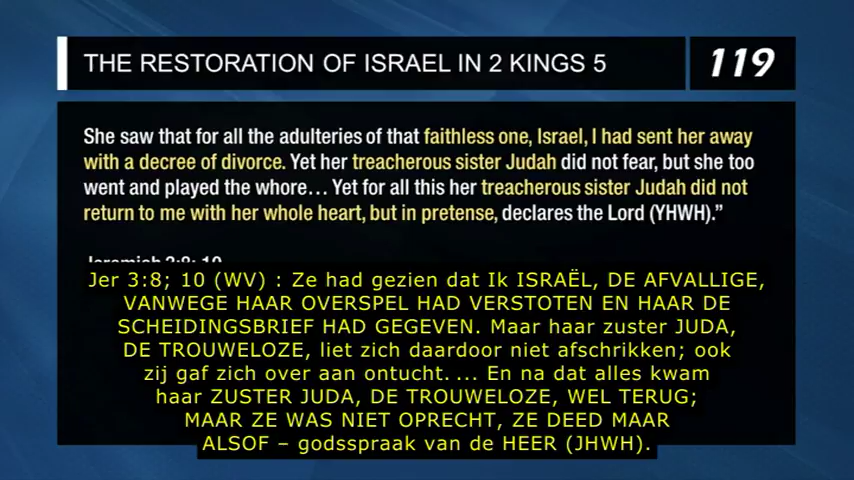 THE RESTORATION OF ISRAEL IN 2 KINGS 5
119
She saw that for all the adulteries of that faithless one, Israel, I had sent her away
with a decree of divorce. Yet her treacherous sister Judah did not fear, but she too
went and played the whore… Yet for all this her treacherous sister Judah did not
return to me with her whole heart, but in pretense, declares the Lord (YHWH).”
Jeremiah 3:8; 10
Jer 3:8; 10 (WV) : Ze had gezien dat Ik ISRAËL, DE AFVALLIGE,
VANWEGE HAAR OVERSPEL HAD VERSTOTEN EN HAAR DE
SCHEIDINGSBRIEF HAD GEGEVEN. Maar haar zuster JUDA,
DE TROUWELOZE, liet zich daardoor niet afschrikken; ook
zij gaf zich over aan ontucht. ... En na dat alles kwam
haar ZUSTER JUDA, DE TROUWELOZE, WEL TERUG;
MAAR ZE WAS NIET OPRECHT, ZE DEED MAAR
ALSOF – godsspraak van de HEER (JHWH).